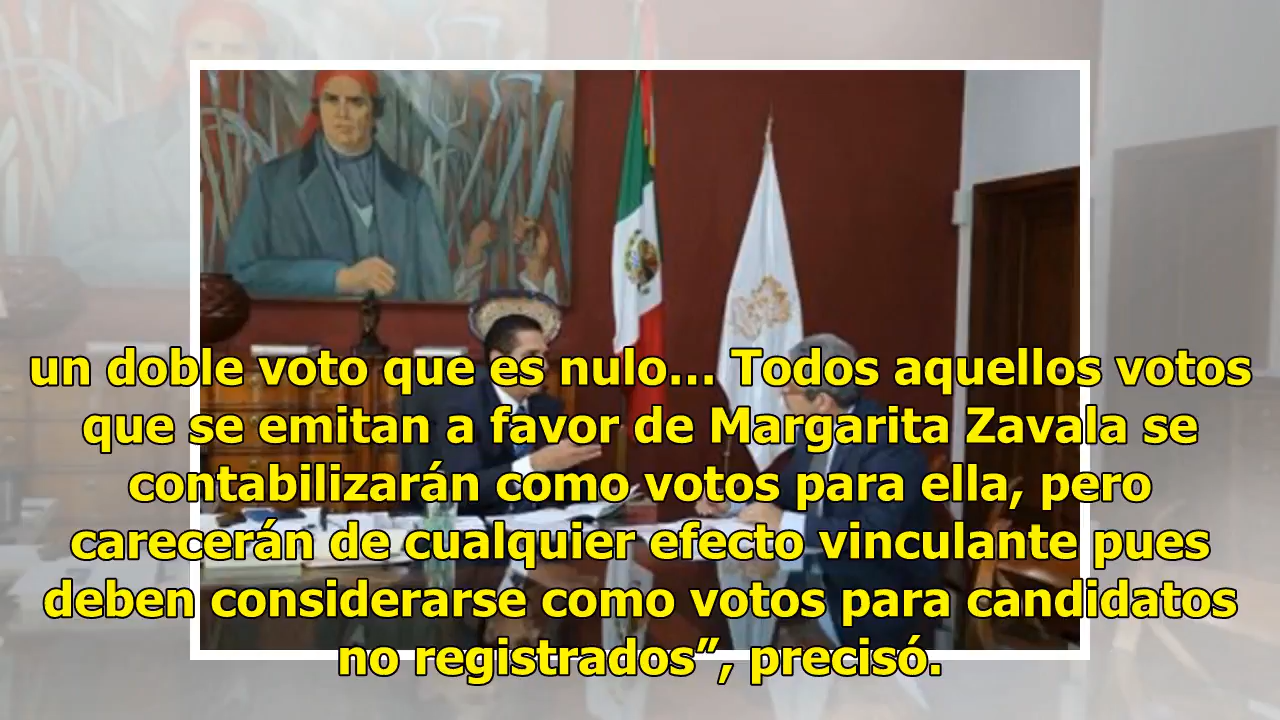 un doble voto que es nulo... Todos aquellos votos
que se emitan a favor de Margarita Zavala se
contabilizarán como votos para ella, pero
carecerán de cualquier efecto vinculante pues
deben considerarse como votos para candidatos
no registrados”, precisó.